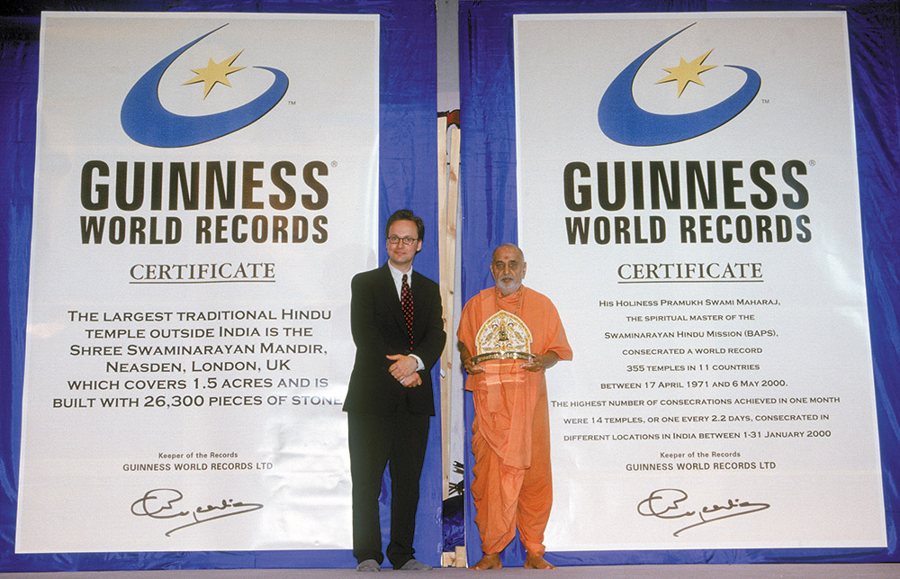 ™
GUINNESS®
WORLD RECORDS
CERTIFICATE
THE LARGEST TRADITIONAL HINDU
TEMPLE OUTSIDE INDIA IS THE
SHREE SWAMINARAYAN MANDIR,
NEASDEN, LONDON, UK
WHICH COVERS 1.5 ACRES AND IS
BUILT WITH 26,300 PIECES OF STONE
Keeper of the Records
GUINNESS WORLD RECORDS LTD
™
GUINNESS®
WORLD RECORDS
CERTIFICATE
HIS HOLINESS PRAMUKH SWAMI MAHARAJ,
THE SPIRITUAL MASTER OF THE
SWAMINARAYAN HINDU MISSION (BAPS),
CONSECRATED A WORLD RECORD
355 TEMPLES IN 11 COUNTRIES
BETWEEN 17 APRIL 1971 AND 6 MAY 2000.
THE HIGHEST NUMBER OF CONSECRATIONS ACHIEVED IN ONE MONTH
WERE 14 TEMPLES, OR ONE EVERY 2.2 DAYS, CONSECRATED IN
DIFFERENT LOCATIONS IN INDIA BETWEEN 1-31 JANUARY 2000
Keeper of the Records
GUINNESS WORLD RECORDS LTD